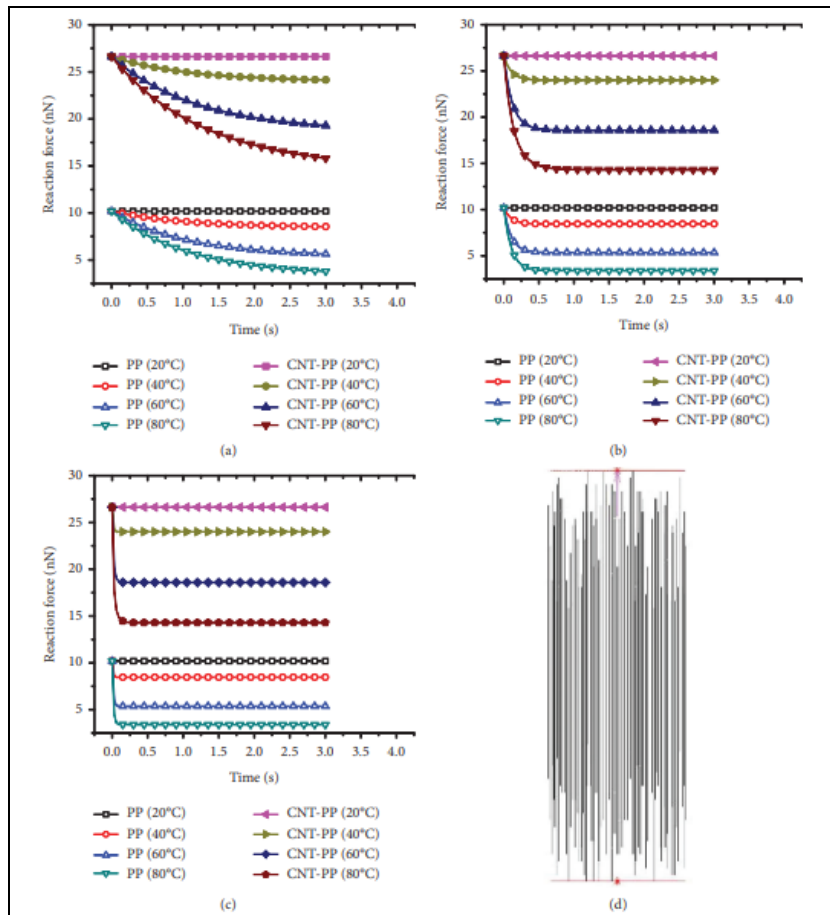 30
25
20
15
10
5
Reaction force (nN)
0.0 0.5 1.0 1.5 2.0 2.5 3.0 3.5 4.0
Time (s)
PP (20°C) CNT-PP (20°C)
PP (40°C) CNT-PP (40°C)
PP (60°C) CNT-PP (60°C)
PP (80°C) CNT-PP (80°C)
(a)
30
25
20
15
10
5
Reaction force (nN)
0.0 0.5 1.0 1.5 2.0 2.5 3.0 3.5 4.0
Time (s)
PP (20°C) CNT-PP (20°C)
PP (40°C) CNT-PP (40°C)
PP (60°C) CNT-PP (60°C)
PP (80°C) CNT-PP (80°C)
(b)
30
25
20
15
10
5
Reaction force (nN)
0.0 0.5 1.0 1.5 2.0 2.5 3.0 3.5 4.0
Time (s)
PP (20°C) CNT-PP (20°C)
PP (40°C) CNT-PP (40°C)
PP (60°C) CNT-PP (60°C)
PP (80°C) CNT-PP (80°C)
(c)
(d)